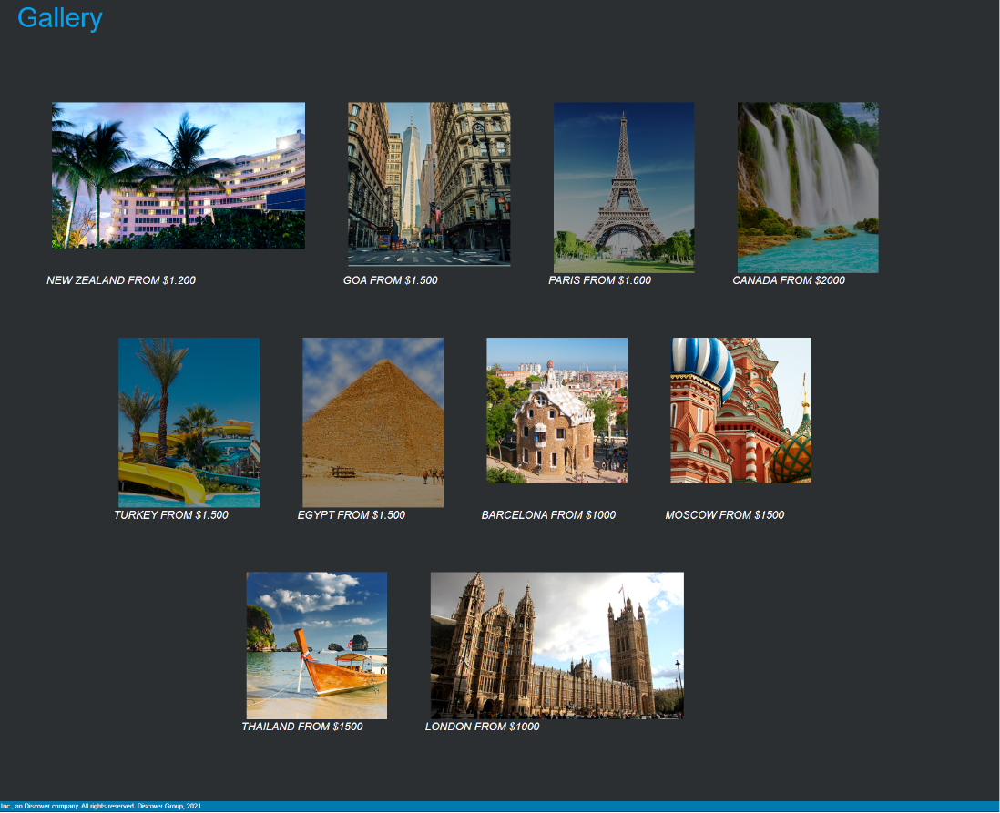 Gallery
NEW ZEALAND FROM $1.200
GOA FROM $1.500
PARIS FROM $1.600
CANADA FROM $2000
TURKEY FROM $1.500
EGYPT FROM $1.500
BARCELONA FROM $1000
MOSCOW FROM $1500
THAILAND FROM $1500
LONDON FROM $1000
Inc., an Discover company. All rights reserved. Discover Group, 2021